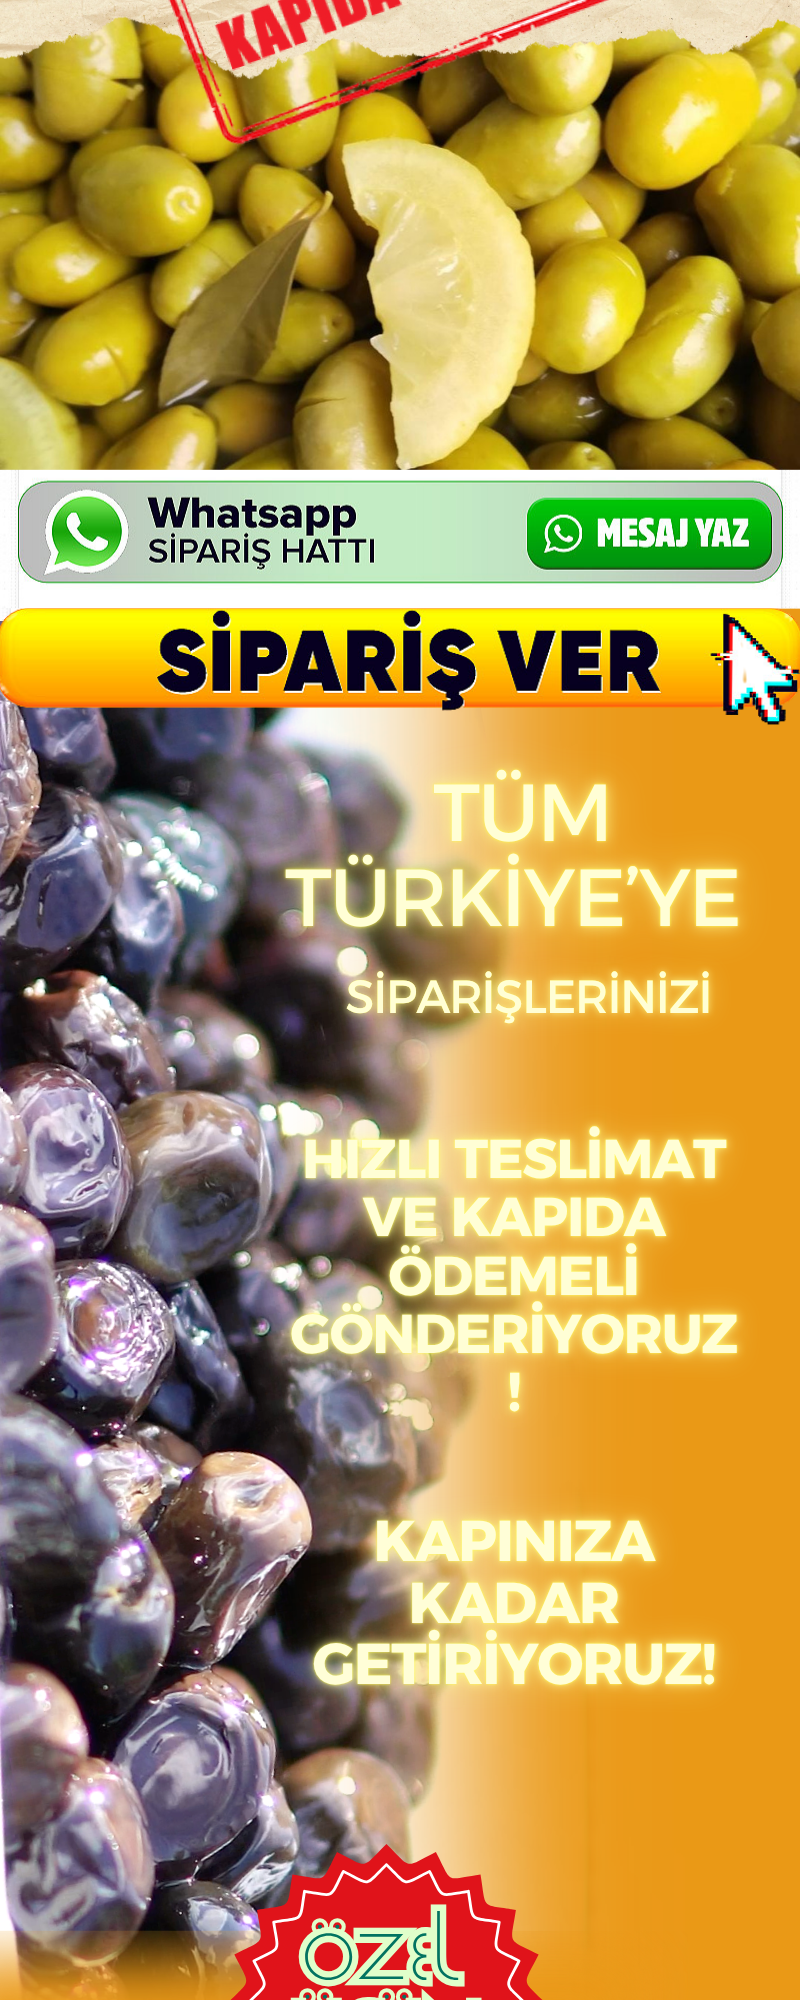 KAPIDA
Whatsapp
SİPARİŞ HATTI
MESAJ YAZ
SİPARİŞ VER
TÜM
TÜRKİYE'YE
SİPARİŞLERİNİZİ
HIZLI TESLİMAT
VE KAPIDA
ÖDEMELİ
GÖNDERİYORUZ
!
KAPINIZA
KADAR
GETİRİYORUZ!
ÖZEL